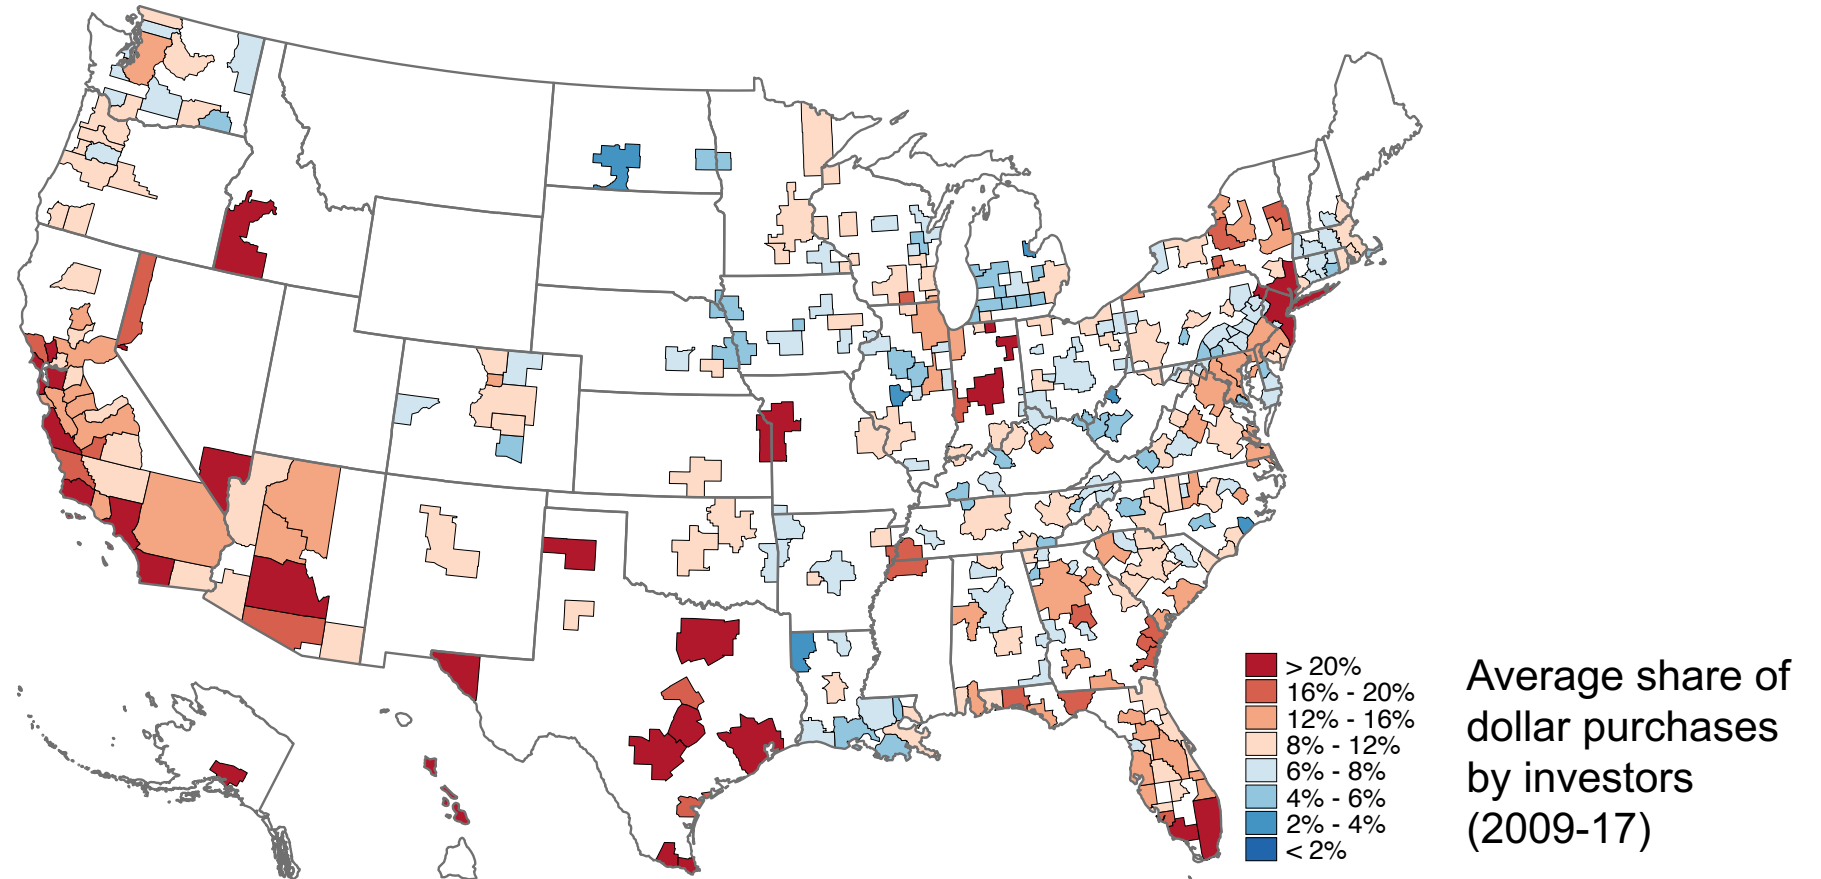 > 20%
16% - 20%
12% - 16%
8% - 12%
6% - 8%
4% - 6%
2% - 4%
< 2%
Average share of
dollar purchases
by investors
(2009-17)